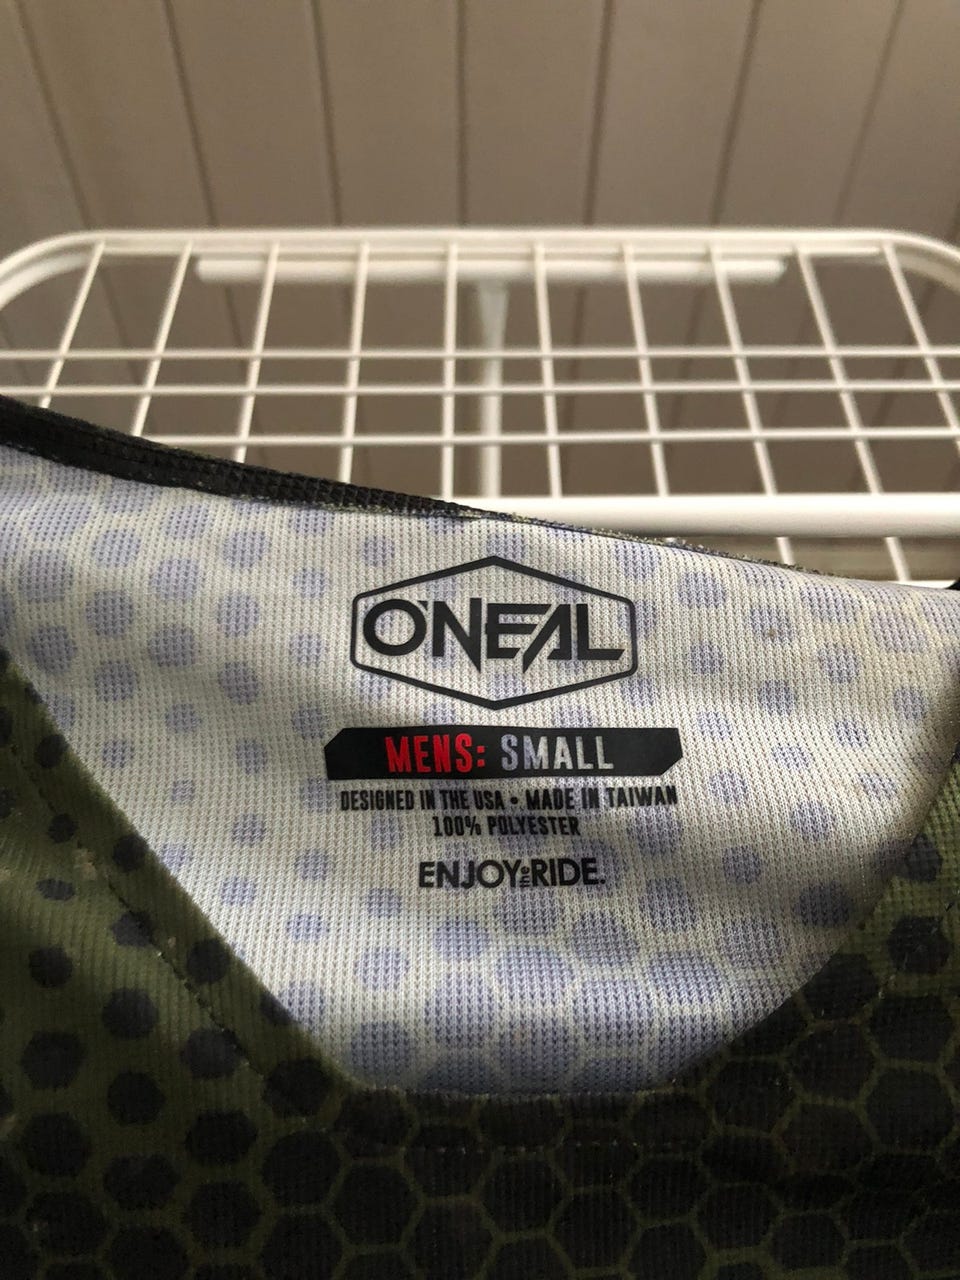 O'NEAL
MENS: SMALL
DESIGNED IN THE USA • MADE IN TAIWAN
100% POLYESTER
ENJOY the RIDE.